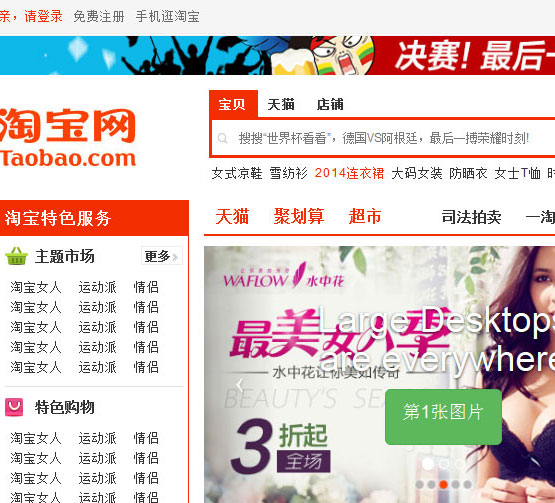 亲，请登录 免费注册 手机逛淘宝
决赛! 最后一
淘宝网
Taobao.com
宝贝 天猫 店铺
搜搜“世界杯看看”，德国VS阿根廷，最后一搏荣耀时刻!
女式凉鞋 雪纺衫 2014连衣裙 大码女装 防晒衣 女士T恤 时
淘宝特色服务
天猫 聚划算 超市 司法拍卖 一淘
主题市场 更多
淘宝女人 运动派 情侣
淘宝女人 运动派 情侣
淘宝女人 运动派 情侣
淘宝女人 运动派 情侣
淘宝女人 运动派 情侣
特色购物
淘宝女人 运动派 情侣
淘宝女人 运动派 情侣
淘宝女人 运动派 情侣
淘宝女人 运动派 情侣
WAFLOW 水中花
最美女人季
Large Desktops
are everywhere
水中花让你美如传奇
BEAUTY'S SEA
第1张图片
3折起
全场